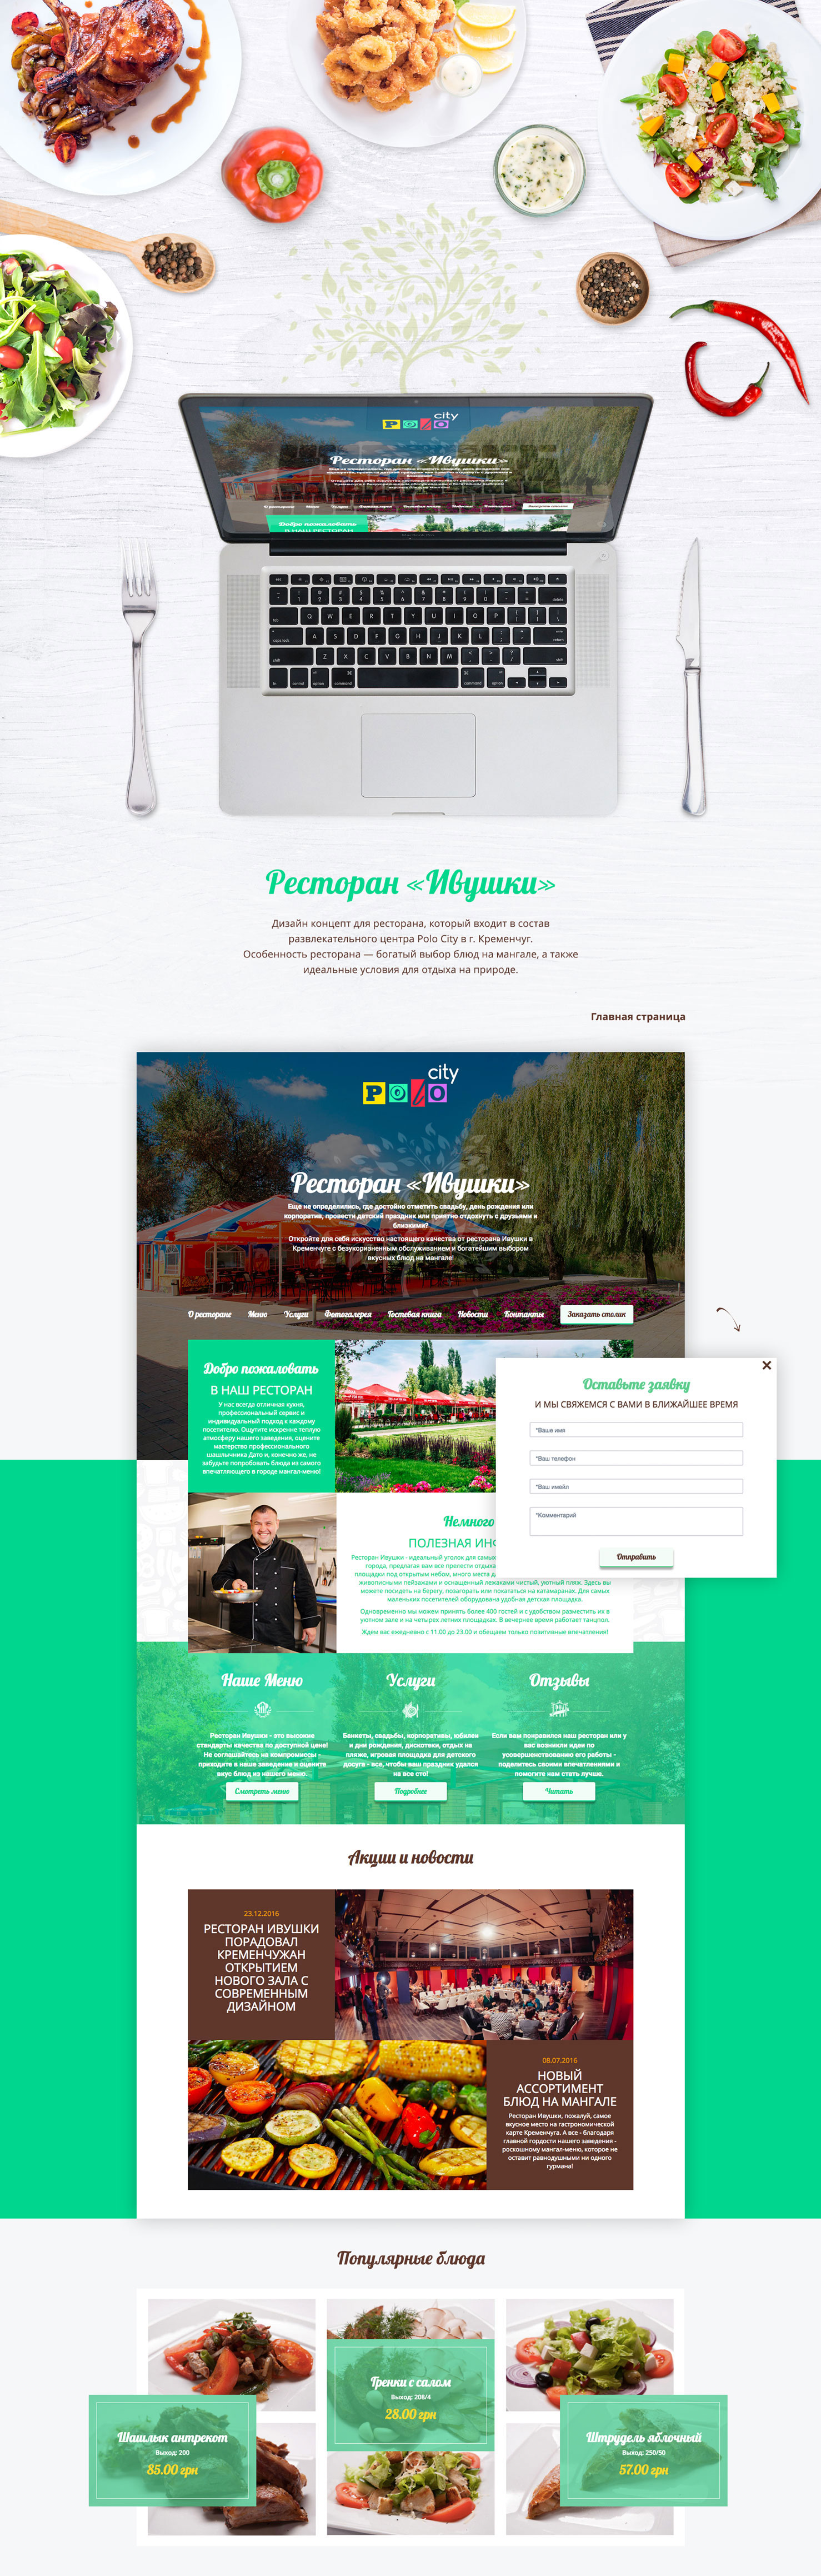 city
POLO
Ресторан «Ивушки»
Добро пожаловать
В НАШ РЕСТОРАН
Ресторан «Ивушки»
Дизайн концепт для ресторана, который входит в состав
развлекательного центра Polo City в г. Кременчуг.
Особенность ресторана — богатый выбор блюд на мангале, а также
идеальные условия для отдыха на природе.
Главная страница
city
POLO
Ресторан «Ивушки»
Еще не определились, где достойно отметить свадьбу, день рождения или
корпоратив, провести детский праздник или приятно отдохнуть с друзьями и
близкими?
Откройте для себя искусство настоящего качества от ресторана Ивушки в
Кременчуге с безукоризненным обслуживанием и богатейшим выбором
вкусных блюд на мангале!
О ресторане Меню Услуги Фотогалерея Гостевая книга Новости Контакты Заказать столик
Добро пожаловать
В НАШ РЕСТОРАН
У нас всегда отличная кухня,
профессиональный сервис и
индивидуальный подход к каждому
посетителю. Ощутите искренне теплую
атмосферу нашего заведения, оцените
мастерство профессионального
шашлычника Дато и, конечно же, не
забудьте попробовать блюда из самого
впечатляющего в городе мангал-меню!
Оставьте заявку
И МЫ СВЯЖЕМСЯ С ВАМИ В БЛИЖАЙШЕЕ ВРЕМЯ
*Ваше имя
*Ваш телефон
*Ваш имейл
*Комментарий
Отправить
Немного
ПОЛЕЗНАЯ ИНФ
Ресторан Ивушки - идеальный уголок для самых
города, предлагая вам все прелести отдыха
площадки под открытым небом, много места д
живописными пейзажами и оснащенный лежаками чистый, уютный пляж. Здесь вы
можете посидеть на берегу, позагорать или покататься на катамаранах. Для самых
маленьких посетителей оборудована удобная детская площадка.
Одновременно мы можем принять более 400 гостей и с удобством разместить их в
уютном зале и на четырех летних площадках. В вечернее время работает танцпол.
Ждем вас ежедневно с 11.00 до 23.00 и обещаем только позитивные впечатления!
Наше Меню
Ресторан Ивушки - это высокие
стандарты качества по доступной цене!
Не соглашайтесь на компромиссы -
приходите в наше заведение и оцените
вкус блюд из нашего меню.
Смотреть меню
Услуги
Банкеты, свадьбы, корпоративы, юбилеи
и дни рождения, дискотеки, отдых на
пляже, игровая площадка для детского
досуга - все, чтобы ваш праздник удался
на все сто!
Подробнее
Отзывы
Если вам понравился наш ресторан или у
вас возникли идеи по
усовершенствованию его работы -
поделитесь своими впечатлениями и
помогите нам стать лучше.
Читать
Акции и новости
23.12.2016
РЕСТОРАН ИВУШКИ
ПОРАДОВАЛ
КРЕМЕНЧУЖАН
ОТКРЫТИЕМ
НОВОГО ЗАЛА С
СОВРЕМЕННЫМ
ДИЗАЙНОМ
08.07.2016
НОВЫЙ
АССОРТИМЕНТ
БЛЮД НА МАНГАЛЕ
Ресторан Ивушки, пожалуй, самое
вкусное место на гастрономической
карте Кременчуга. А все - благодаря
главной гордости нашего заведения -
роскошному мангал-меню, которое не
оставит равнодушными ни одного
гурмана!
Популярные блюда
Гренки с салом
Выход: 208/4
28.00 грн
Шашлык антрекот
Выход: 200
85.00 грн
Штрудель яблочный
Выход: 250/50
57.00 грн